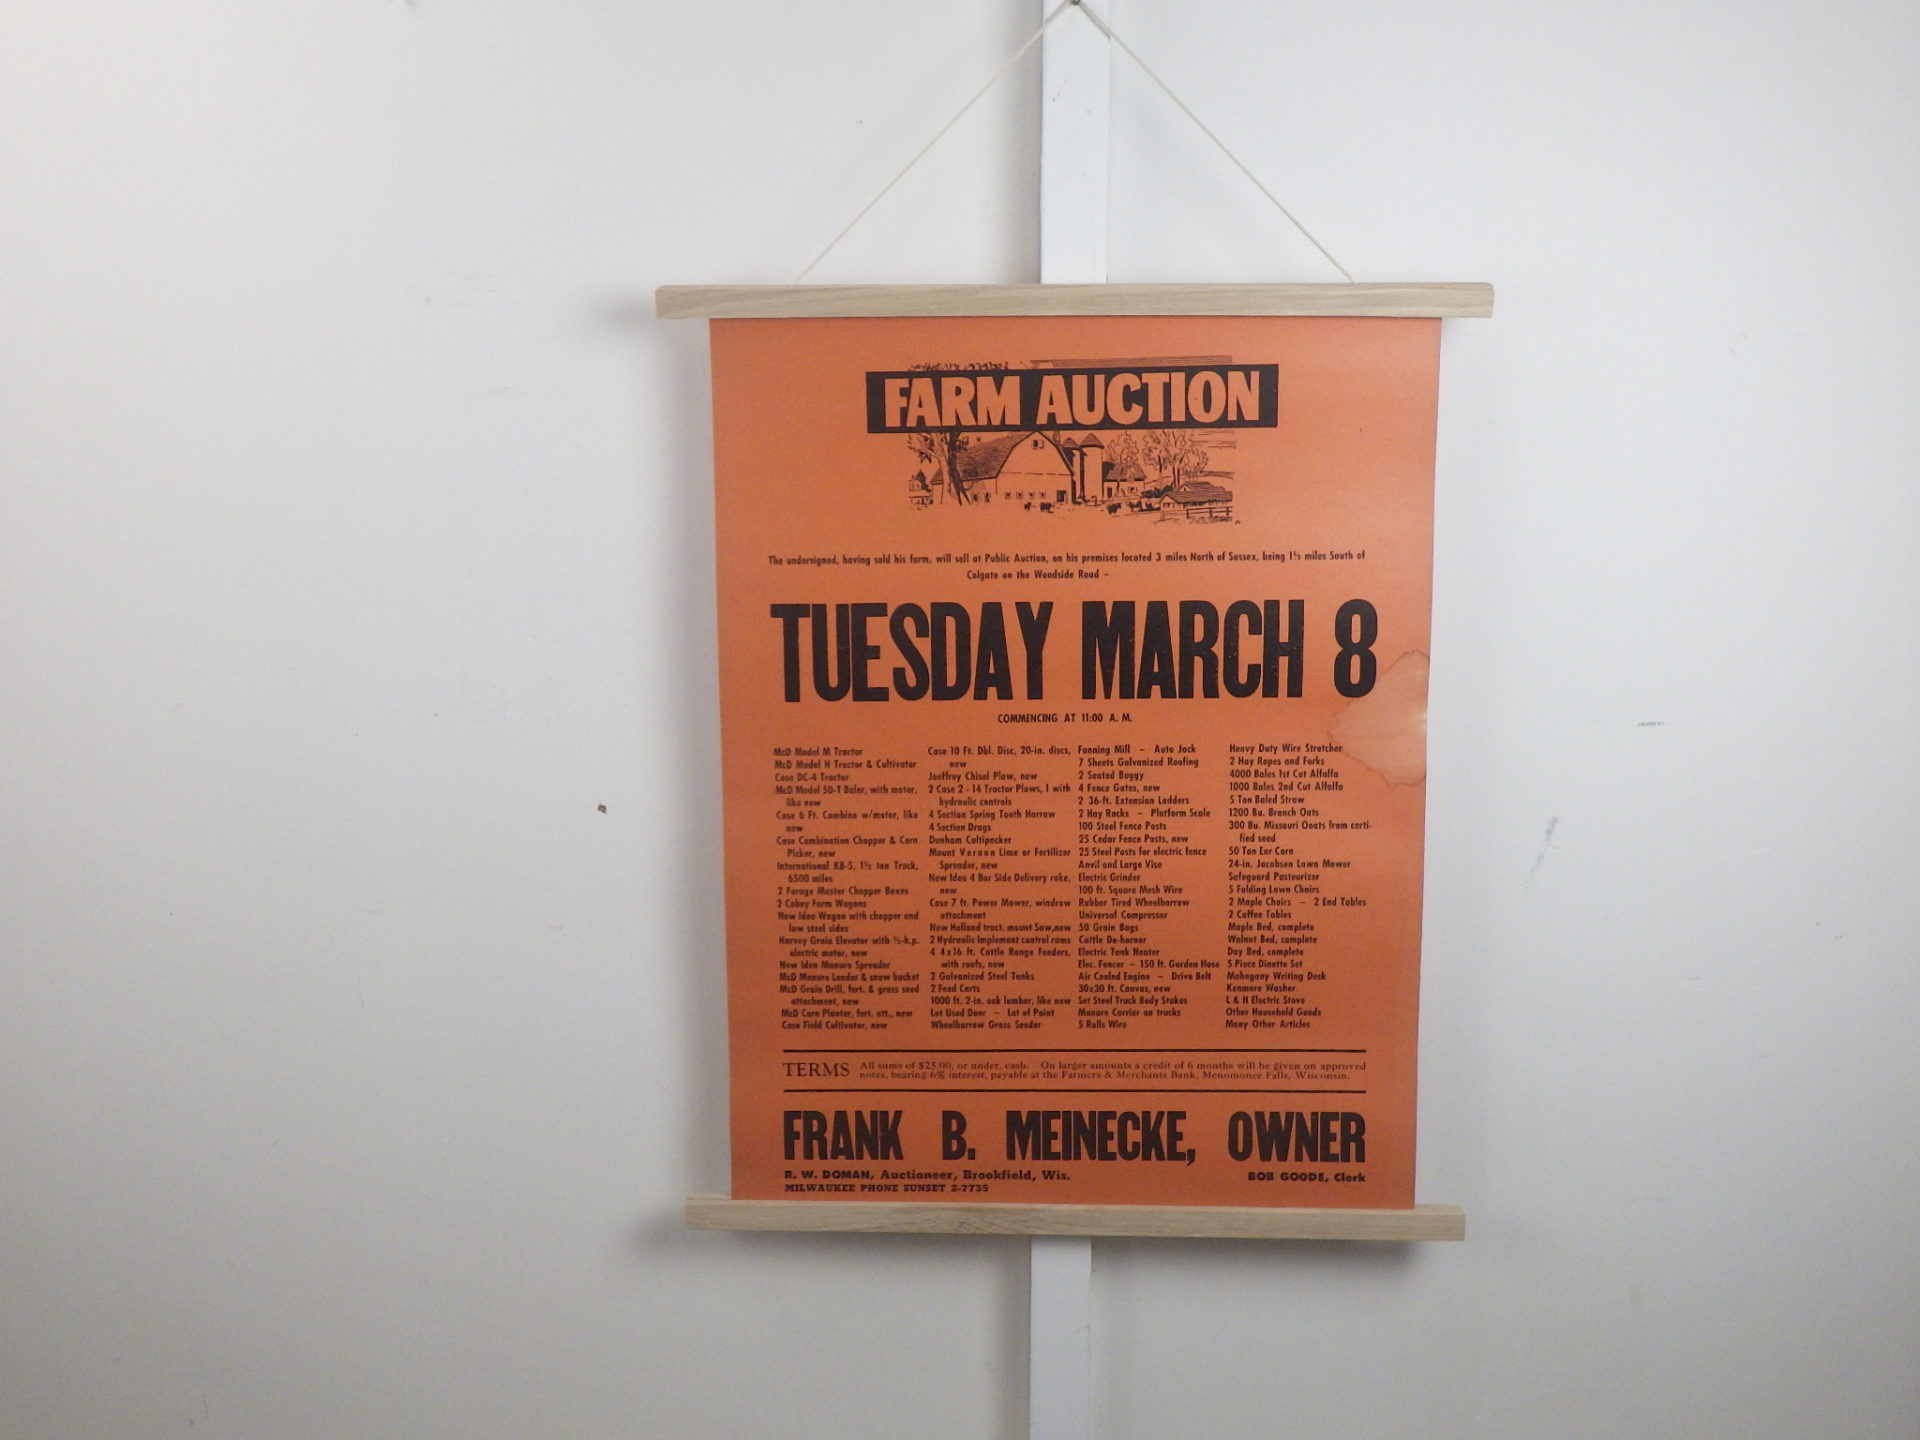 FARM AUCTION
The undersigned, having sold his farm, will sell at Public Auction, on his premises located 3 miles North of Sussex, being 1½ miles South of
Colgate on the Woodside Road –
TUESDAY MARCH 8
COMMENCING AT 11:00 A. M.
McD Model M Tractor
McD Model H Tractor & Cultivator
Case DC-4 Tractor
McD Model 50-T Baler, with motor,
like new
Case 6 Ft. Combine w/motor, like
new
Case Combination Chopper & Corn
Picker, new
International KB-5, 1½ ton Truck,
6500 miles
2 Forage Master Chopper Boxes
2 Cobey Farm Wagons
New Idea Wagon with chopper and
low steel sides
Harvey Grain Elevator with ½-h.p.
electric motor, new
New Idea Manure Spreader
McD Manure Loader & snow bucket
McD Grain Drill, fert. & grass seed
attachment, new
McD Corn Planter, fert. att., new
Case Field Cultivator, new
Case 10 Ft. Dbl. Disc, 20-in. discs,
new
Jeoffrey Chisel Plow, new
2 Case 2 - 14 Tractor Plows, 1 with
hydraulic controls
4 Section Spring Tooth Harrow
4 Section Drags
Dunham Cultipacker
Mount Vernon Lime or Fertilizer
Spreader, new
New Idea 4 Bar Side Delivery rake,
new
Case 7 ft. Power Mower, windrow
attachment
New Holland tract. mount Saw, new
2 Hydraulic Implement control rams
4 4x16 ft. Cattle Range Feeders,
with roofs, new
2 Galvanized Steel Tanks
2 Feed Carts
1000 ft. 2-in. oak lumber, like new
Lot Used Door – Lot of Paint
Wheelbarrow Grass Seeder
Fanning Mill – Auto Jack
7 Sheets Galvanized Roofing
2 Seated Buggy
4 Fence Gates, new
2 36-ft. Extension Ladders
2 Hay Racks – Platform Scale
100 Steel Fence Posts
25 Cedar Fence Posts, new
25 Steel Posts for electric fence
Anvil and Large Vise
Electric Grinder
100 ft. Square Mesh Wire
Rubber Tired Wheelbarrow
Universal Compressor
50 Grain Bags
Cattle De-horner
Electric Tank Heater
Elec. Fencer – 150 ft. Garden Hose
Air Cooled Engine – Drive Belt
30x30 ft. Canvas, new
Set Steel Truck Body Stakes
Manure Carrier on trucks
5 Rolls Wire
Heavy Duty Wire Stretcher
2 Hay Ropes and Forks
4000 Bales 1st Cut Alfalfa
1000 Bales 2nd Cut Alfalfa
5 Ton Baled Straw
1200 Bu. Branch Oats
300 Bu. Missouri Ooats from certi-
fied seed
50 Ton Ear Corn
24-in. Jacobsen Lawn Mower
Safeguard Pasteurizer
5 Folding Lawn Chairs
2 Maple Chairs – 2 End Tables
2 Coffee Tables
Maple Bed, complete
Walnut Bed, complete
Day Bed, complete
5 Piece Dinette Set
Mahogany Writing Desk
Kenmore Washer
L & H Electric Stove
Other Household Goods
Many Other Articles
TERMS All sums of $25.00, or under, cash. On larger amounts a credit of 6 months will be given on approved
notes, bearing 6% interest, payable at the Farmers & Merchants Bank, Menomonee Falls, Wisconsin.
FRANK B. MEINECKE, OWNER
R. W. DOMAN, Auctioneer, Brookfield, Wis.
BOB GOODE, Clerk
MILWAUKEE PHONE SUNSET 2-7735